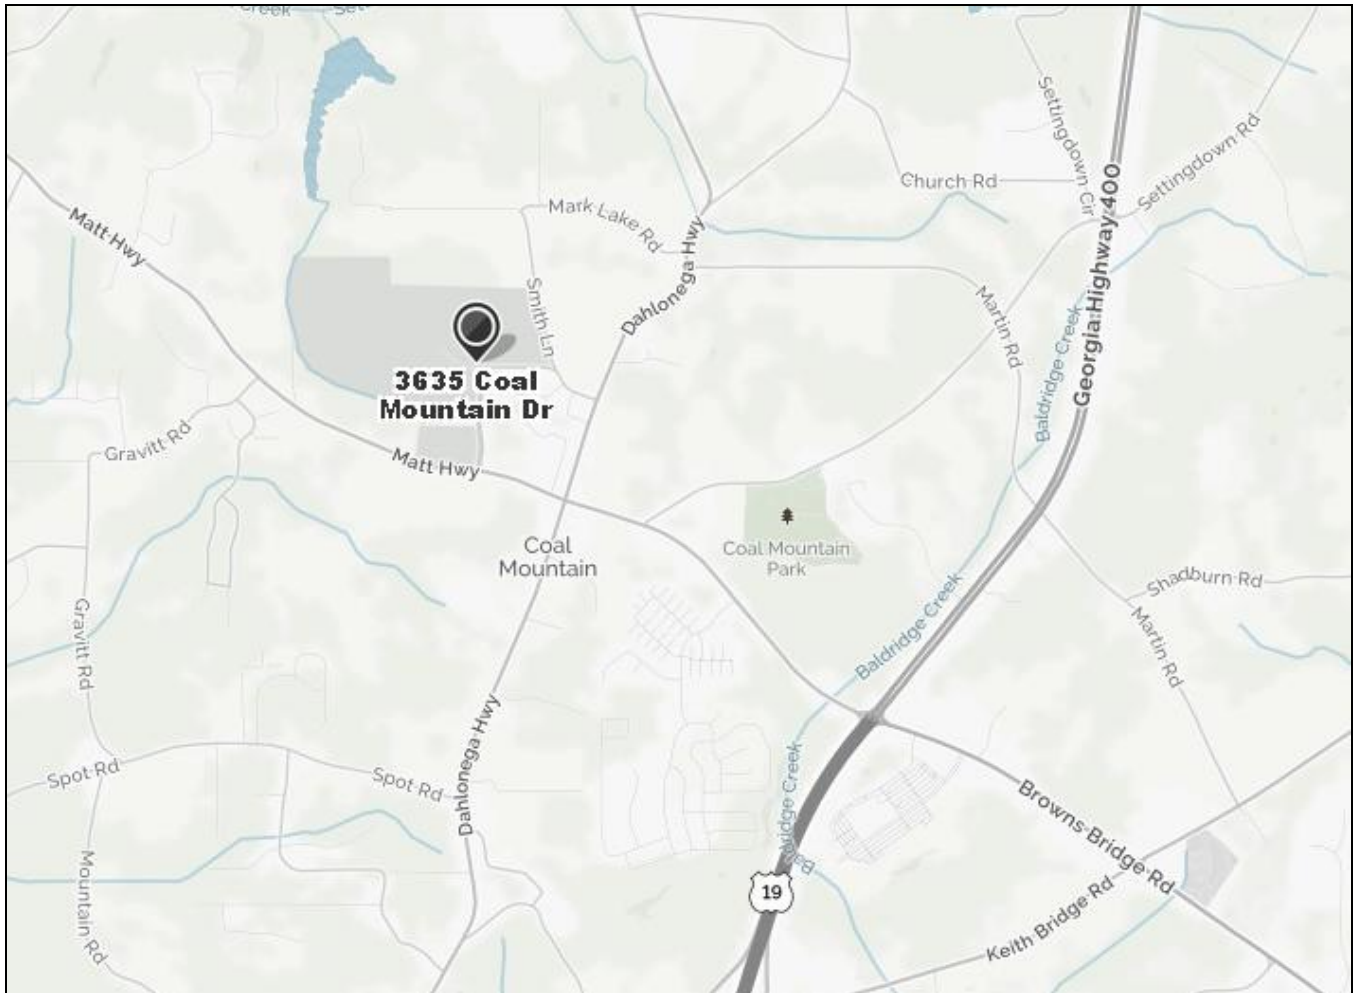 Creek
Church Rd
Settingdown Cir
Settingdown Rd
Georgia Highway 400
Matt Hwy
Mark Lake Rd
Dahlonega Hwy
Smith Ln
Martin Rd
Baldridge Creek
3635 Coal
Mountain Dr
Gravitt Rd
Matt Hwy
Coal
Mountain
Coal Mountain
Park
Shadburn Rd
Gravitt Rd
Baldridge Creek
Martin Rd
Dahlonega Hwy
Spot Rd
Spot Rd
Browns Bridge Rd
19
Mountain Rd
Keith Bridge Rd